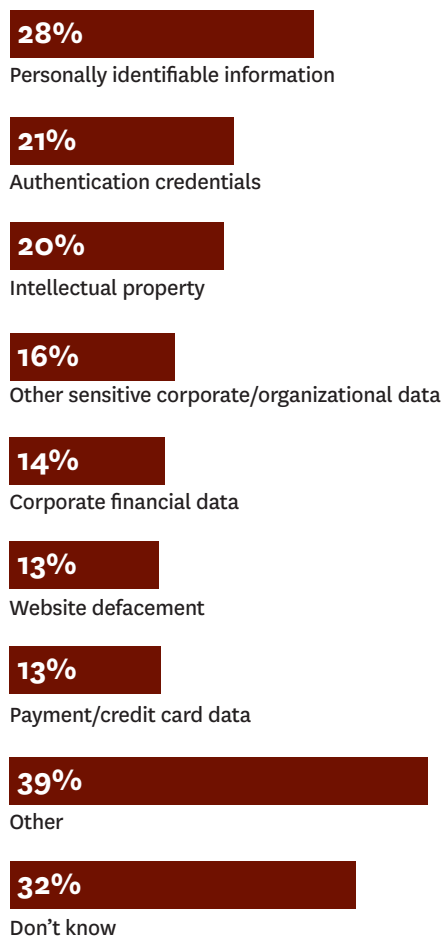 28%
Personally identifiable information
21%
Authentication credentials
20%
Intellectual property
16%
Other sensitive corporate/organizational data
14%
Corporate financial data
13%
Website defacement
13%
Payment/credit card data
39%
Other
32%
Don’t know